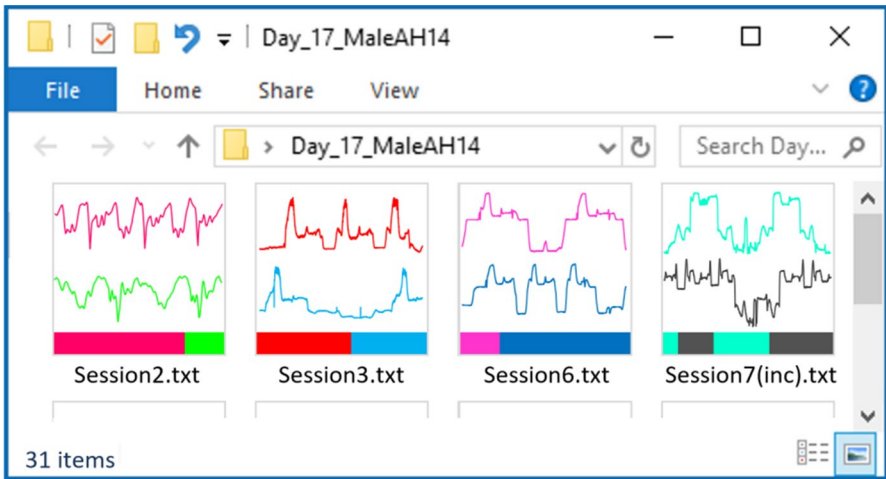 Day_17_MaleAH14
File Home Share View
Day_17_MaleAH14 Search Day...
Session2.txt Session3.txt Session6.txt Session7(inc).txt
31 items